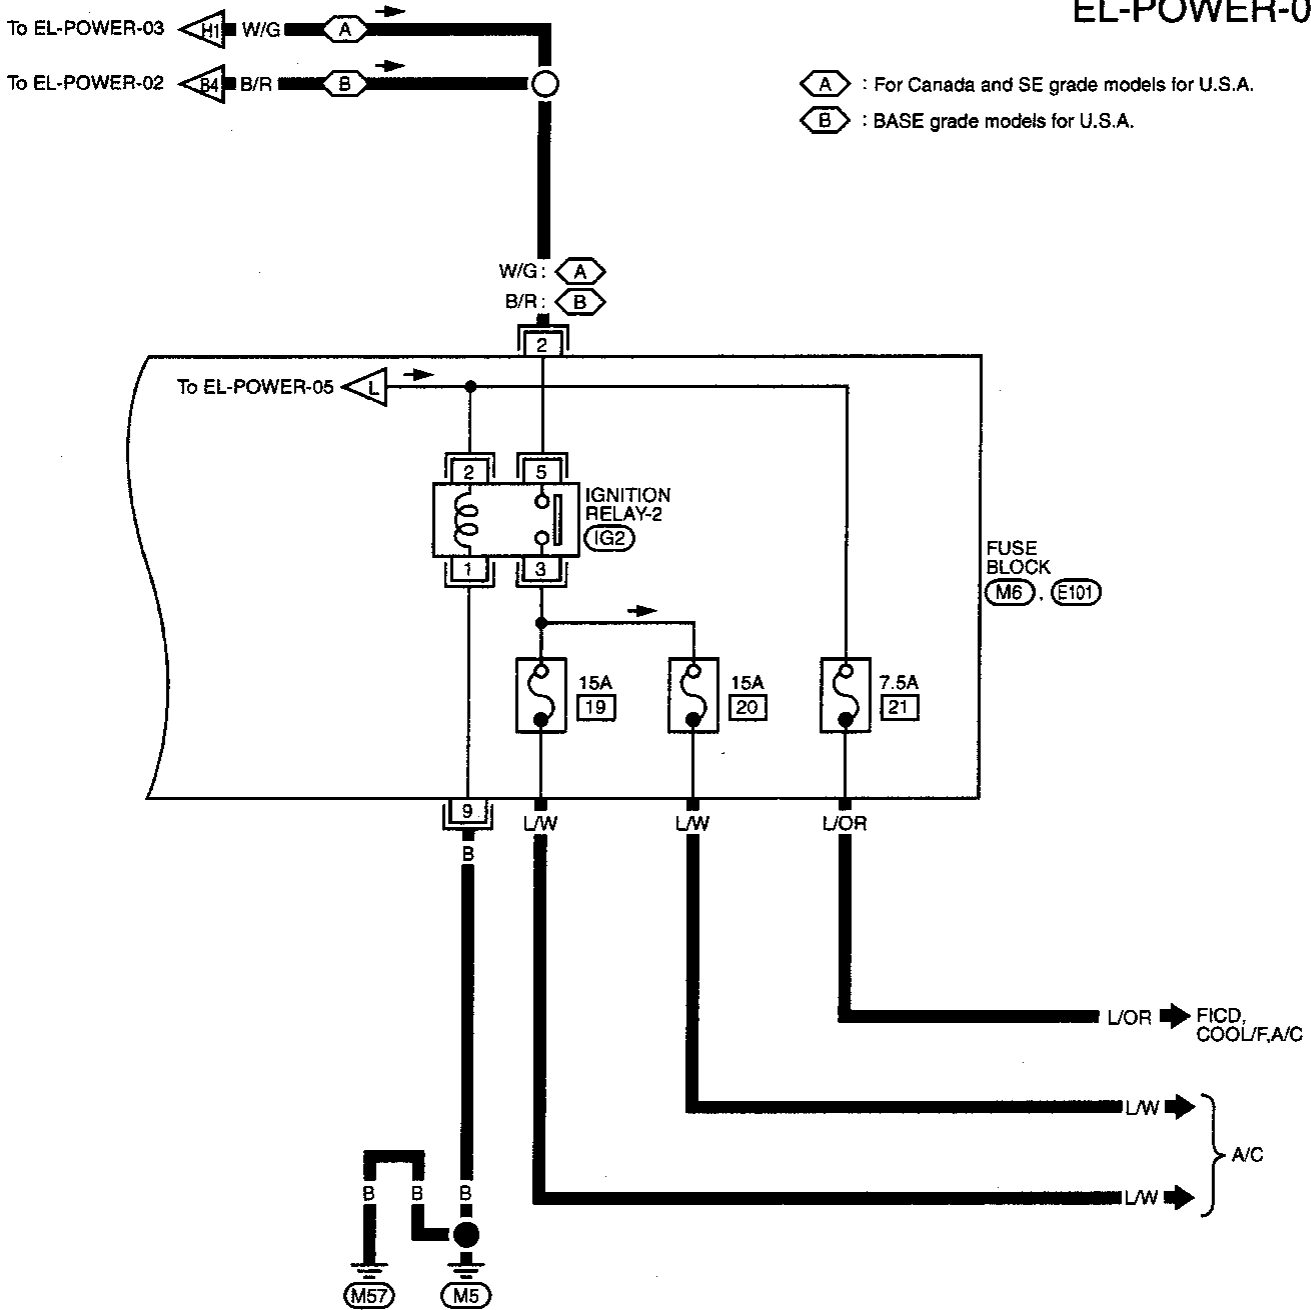 EL-POWER-0
To EL-POWER-03 H1 W/G A
To EL-POWER-02 B4 B/R B
A : For Canada and SE grade models for U.S.A.
B : BASE grade models for U.S.A.
W/G : A
B/R : B
2
To EL-POWER-05 L
2 5
IGNITION
RELAY-2
IG2
1 3
FUSE
BLOCK
M6 , E101
15A
19
15A
20
7.5A
21
9
L/W L/W L/OR
B
L/OR FICD,
COOL/F,A/C
L/W
A/C
L/W
B B B
M57 M5